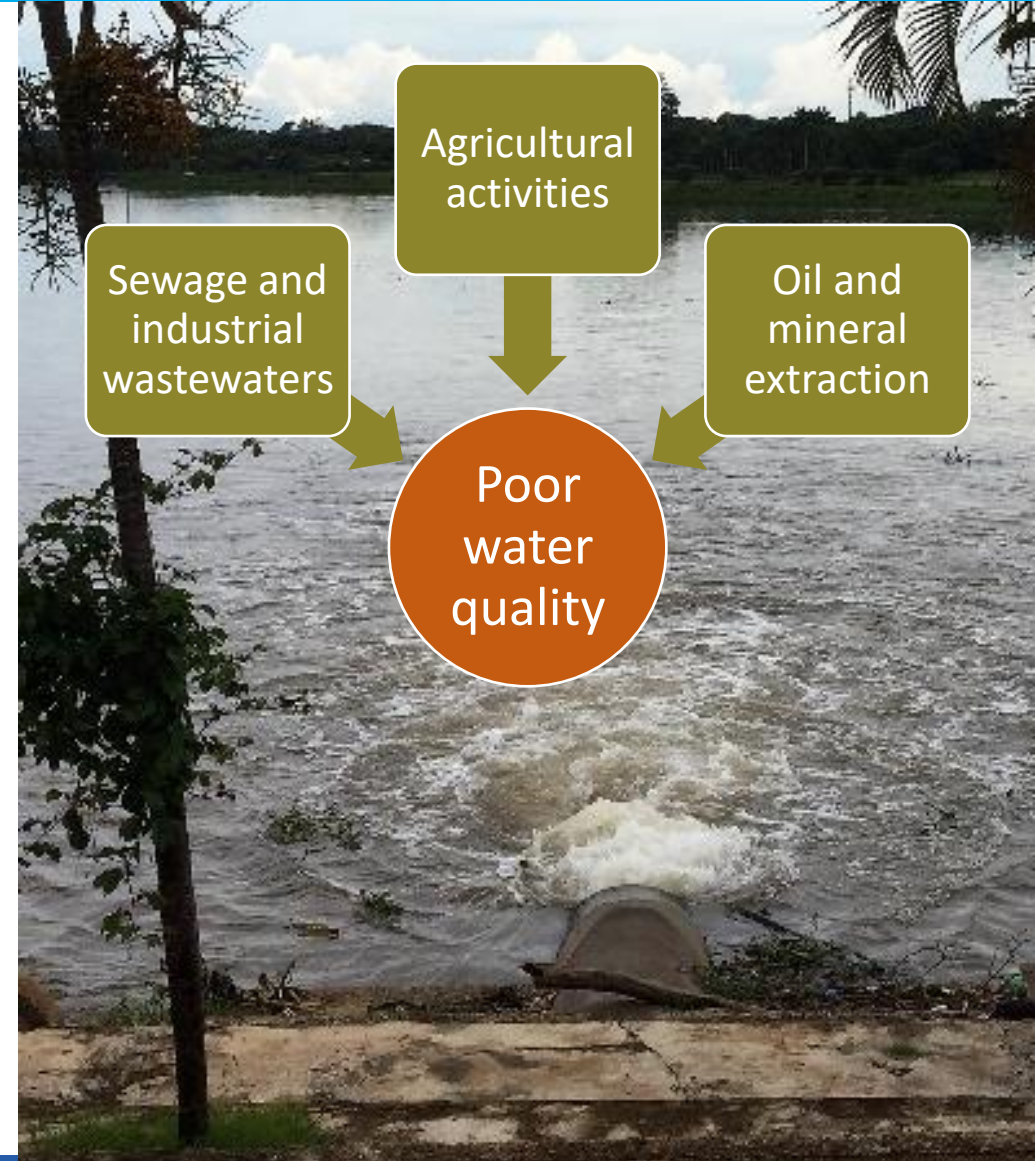 Agricultural
activities
Sewage and
industrial
wastewaters
Oil and
mineral
extraction
Poor
water
quality